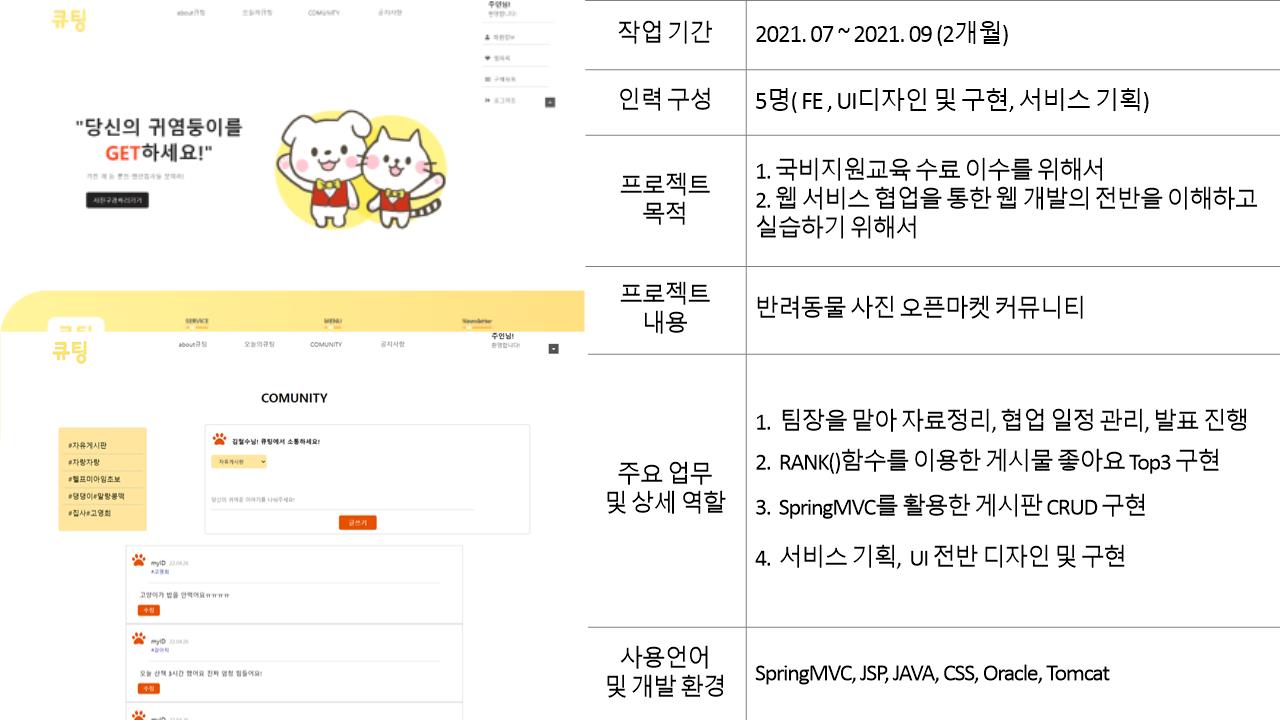 큐팅
about큐팅
오늘의큐팅
COMUNITY
공지사항
주인님!
환영합니다!
회원정보
찜목록
구매목록
로그아웃
"당신의 귀염둥이를
GET하세요!"
사진구경하러가기
SERVICE
MENU
Newsletter
큐팅
about큐팅
오늘의큐팅
COMUNITY
공지사항
주인님!
환영합니다!
COMUNITY
#자유게시판
#자랑자랑
#헬프미아임초보
#댕댕이#말랑콩떡
#집사#고영희
김철수님! 큐팅에서 소통하세요!
자유게시판
당신의 귀여운 이야기를 나눠주세요!
글쓰기
myID 22.04.26
#고영희
고양이가 밥을 안먹어요ㅠㅠㅠㅠ
수정
myID 22.04.26
#강아지
오늘 산책 3시간 했어요 진짜 엄청 힘들어요!
수정
작업 기간
2021. 07 ~ 2021. 09 (2개월)
인력 구성
5명( FE , UI디자인 및 구현, 서비스 기획)
프로젝트
목적
1. 국비지원교육 수료 이수를 위해서
2. 웹 서비스 협업을 통한 웹 개발의 전반을 이해하고
실습하기 위해서
프로젝트
내용
반려동물 사진 오픈마켓 커뮤니티
주요 업무
및 상세 역할
1. 팀장을 맡아 자료정리, 협업 일정 관리, 발표 진행
2. RANK()함수를 이용한 게시물 좋아요 Top3 구현
3. SpringMVC를 활용한 게시판 CRUD 구현
4. 서비스 기획, UI 전반 디자인 및 구현
사용언어
및 개발 환경
SpringMVC, JSP, JAVA, CSS, Oracle, Tomcat